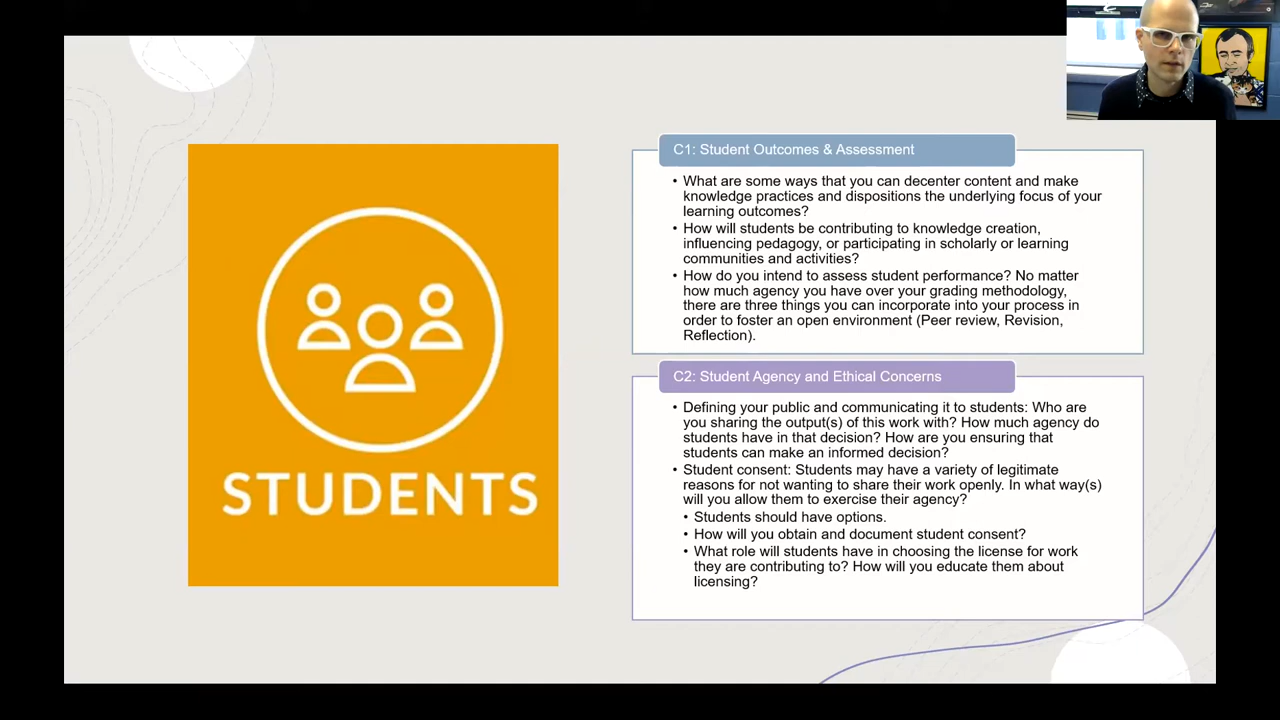 C1: Student Outcomes & Assessment
• What are some ways that you can decenter content and make
knowledge practices and dispositions the underlying focus of your
learning outcomes?
• How will students be contributing to knowledge creation,
influencing pedagogy, or participating in scholarly or learning
communities and activities?
• How do you intend to assess student performance? No matter
how much agency you have over your grading methodology,
there are three things you can incorporate into your process in
order to foster an open environment (Peer review, Revision,
Reflection).
STUDENTS
C2: Student Agency and Ethical Concerns
• Defining your public and communicating it to students: Who are
you sharing the output(s) of this work with? How much agency do
students have in that decision? How are you ensuring that
students can make an informed decision?
• Student consent: Students may have a variety of legitimate
reasons for not wanting to share their work openly. In what way(s)
will you allow them to exercise their agency?
• Students should have options.
• How will you obtain and document student consent?
• What role will students have in choosing the license for work
they are contributing to? How will you educate them about
licensing?